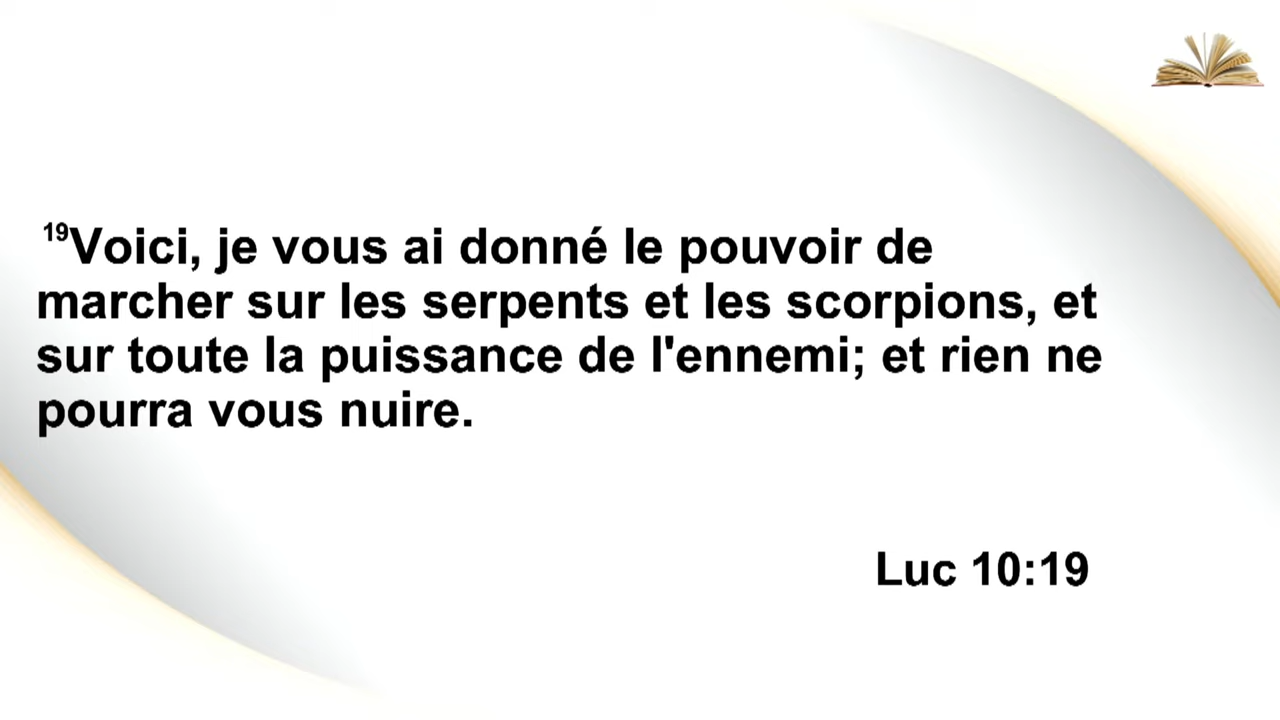 19Voici, je vous ai donné le pouvoir de
marcher sur les serpents et les scorpions, et
sur toute la puissance de l'ennemi; et rien ne
pourra vous nuire.
Luc 10:19